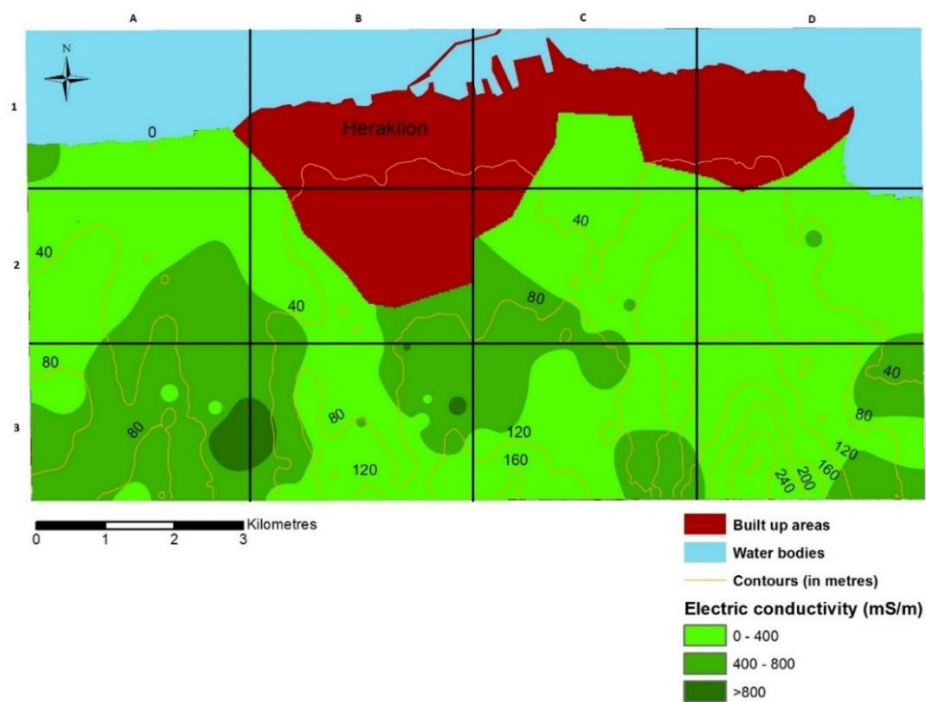 A B C D
N
1
0
Heraklion
2
40
40
80
40
80
80
40
80
80
120
120
3
80
120
160
160
200
240
Kilometres
0 1 2 3
Built up areas
Water bodies
Contours (in metres)
Electric conductivity (mS/m)
0 - 400
400 - 800
>800